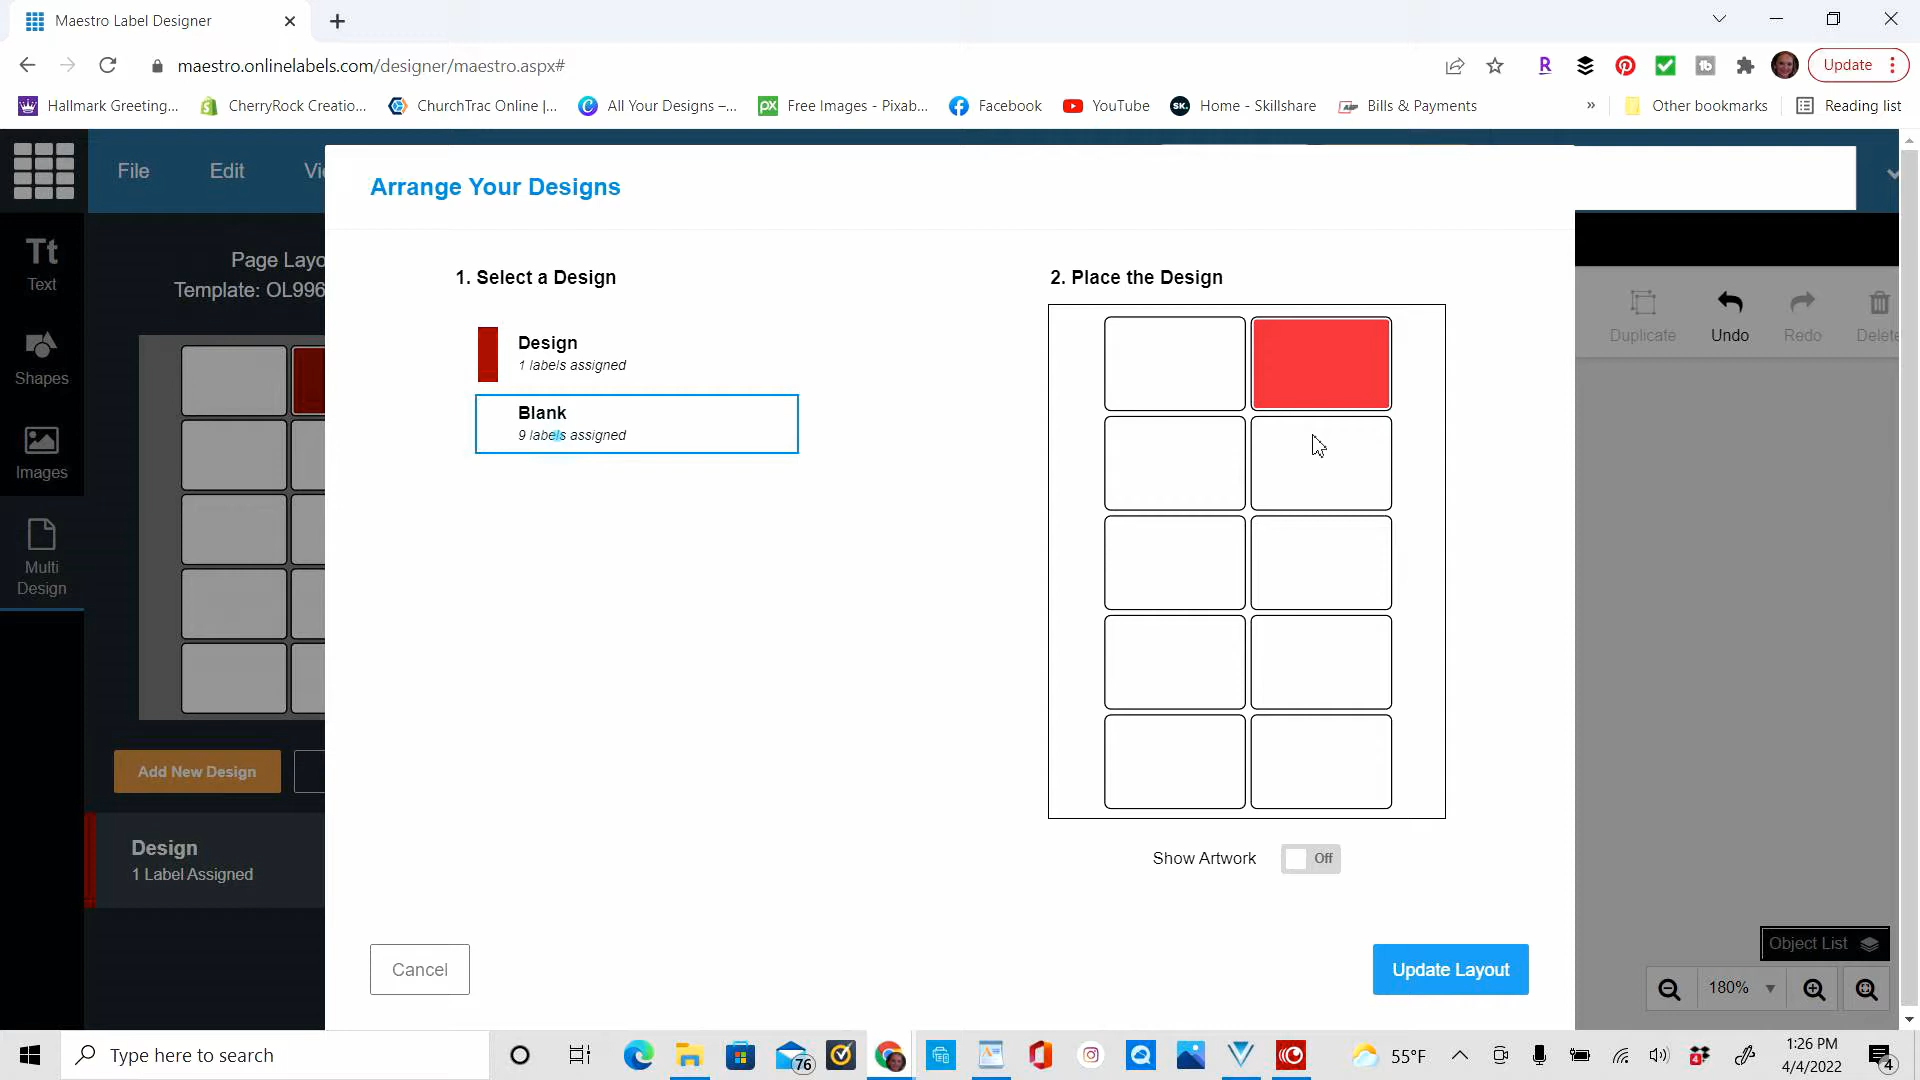 Maestro Label Designer
maestro.onlinelabels.com/designer/maestro.aspx#
Update
Hallmark Greeting...
CherryRock Creatio...
ChurchTrac Online |...
All Your Designs –...
Free Images - Pixab...
Facebook
YouTube
Home - Skillshare
Bills & Payments
»
Other bookmarks
Reading list
File
Edit
Vi
Arrange Your Designs
Text
Shapes
Images
Multi
Design
Page Layo
Template: OL996
Add New Design
Design
1 Label Assigned
1. Select a Design
Design
1 labels assigned
Blank
9 labels assigned
2. Place the Design
Show Artwork
Off
Cancel
Update Layout
Duplicate
Undo
Redo
Delete
Object List
180%
Type here to search
76
55°F
1:26 PM
4/4/2022
4